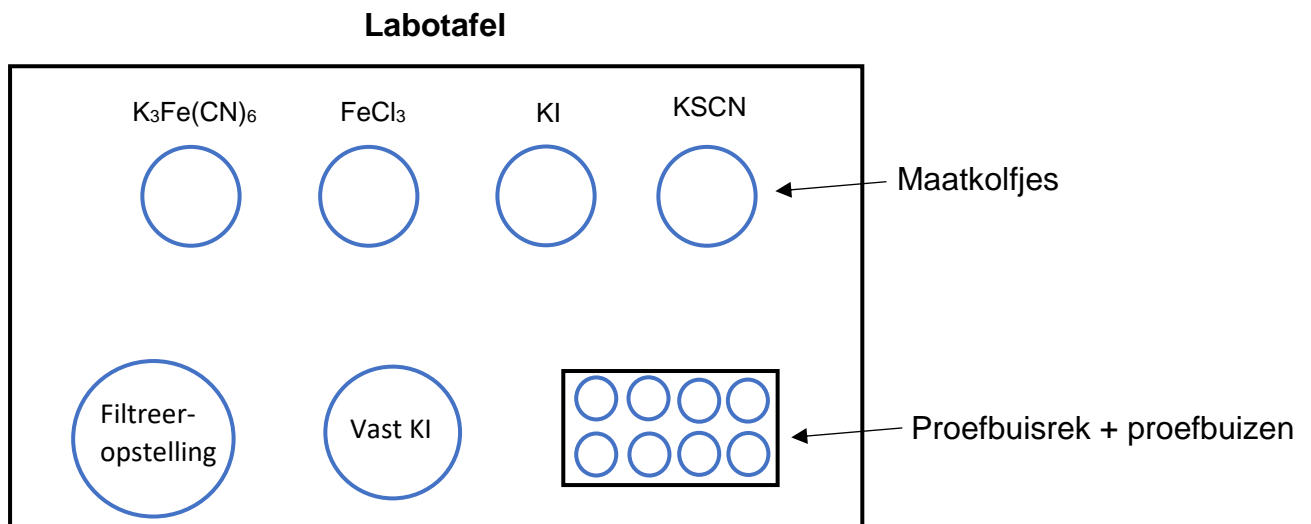 Labotafel
K₃Fe(CN)₆ FeCl₃ KI KSCN
Maatkolfjes
Filtreer-
opstelling
Vast KI
Proefbuisrek + proefbuizen